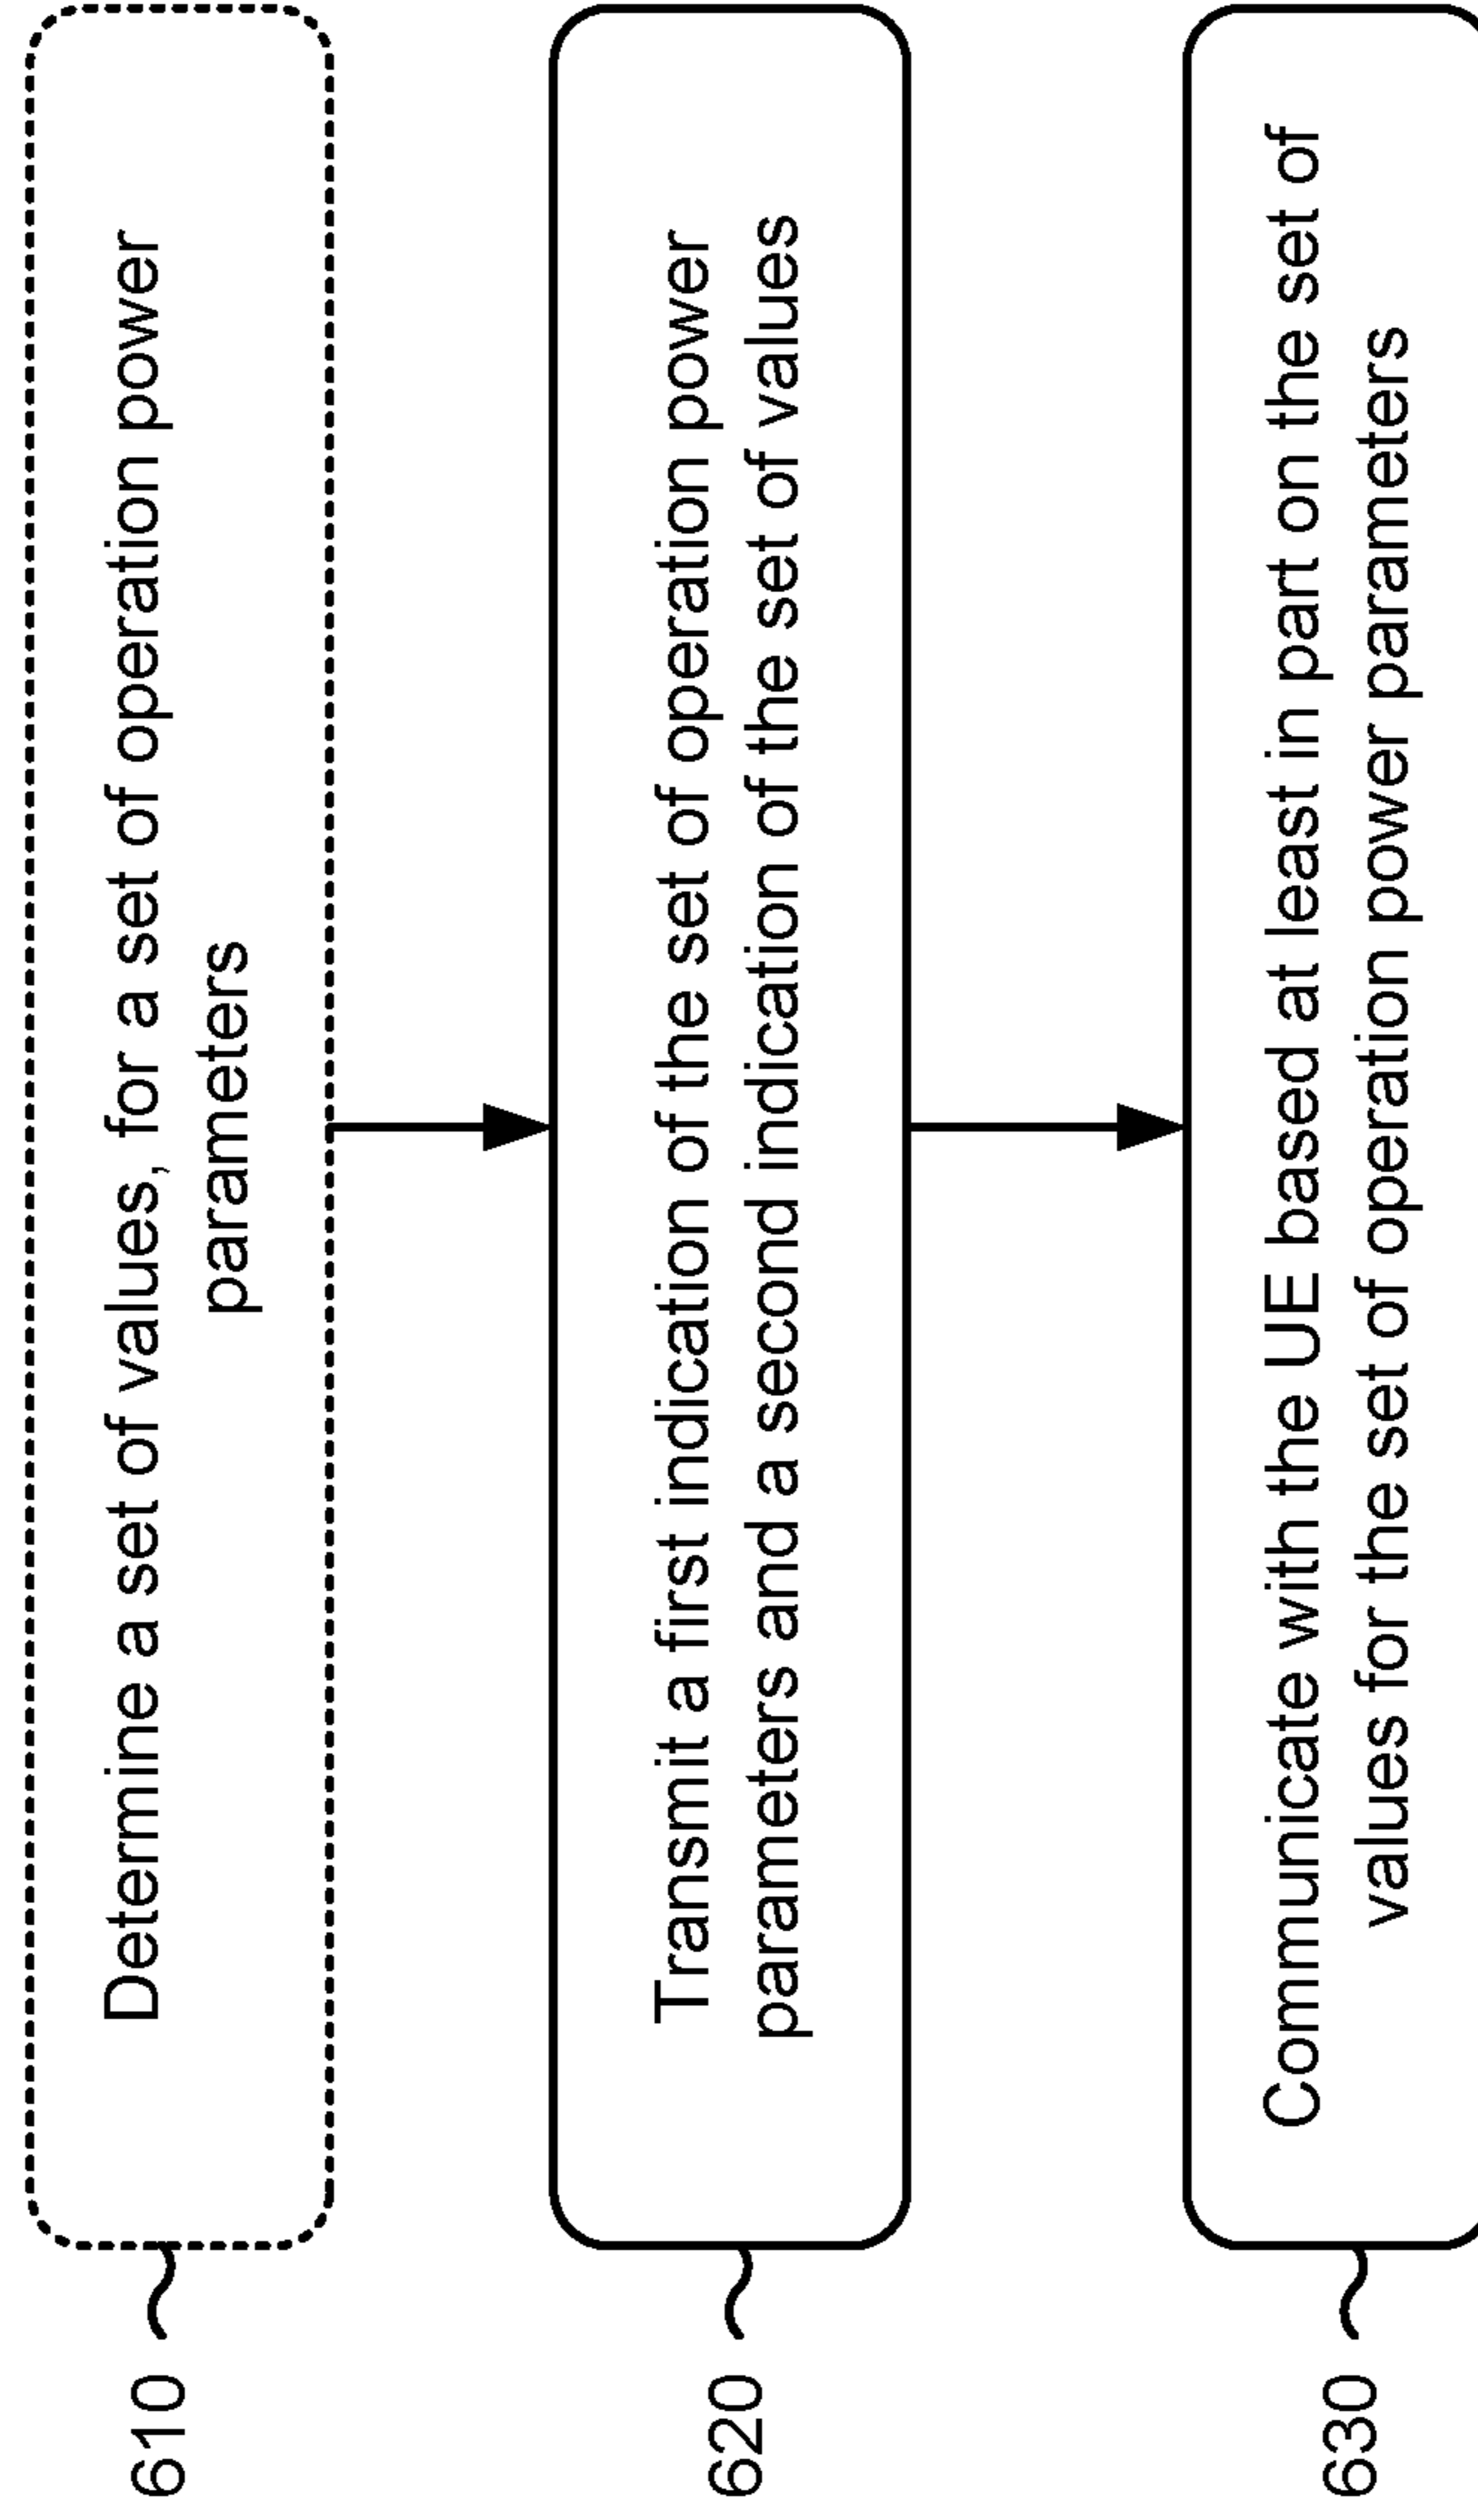 610
Determine a set of values, for a set of operation power
parameters
620
Transmit a first indication of the set of operation power
parameters and a second indication of the set of values
630
Communicate with the UE based at least in part on the set of
values for the set of operation power parameters